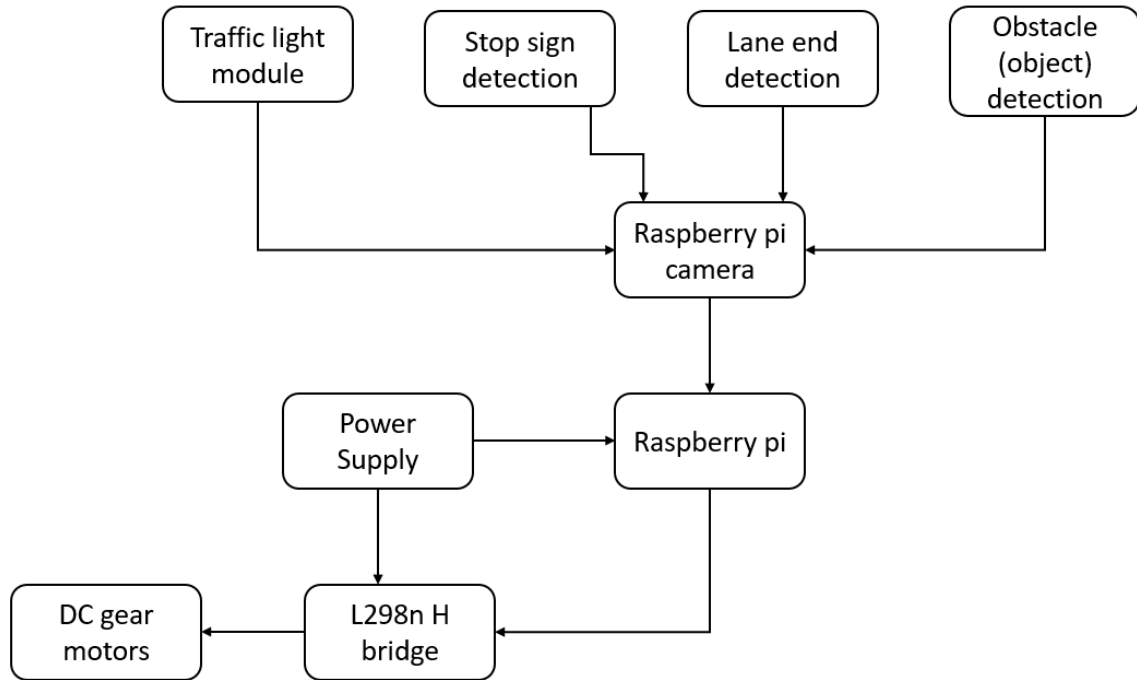 Traffic light
module
Stop sign
detection
Lane end
detection
Obstacle
(object)
detection
Raspberry pi
camera
Power
Supply
Raspberry pi
DC gear
motors
L298n H
bridge